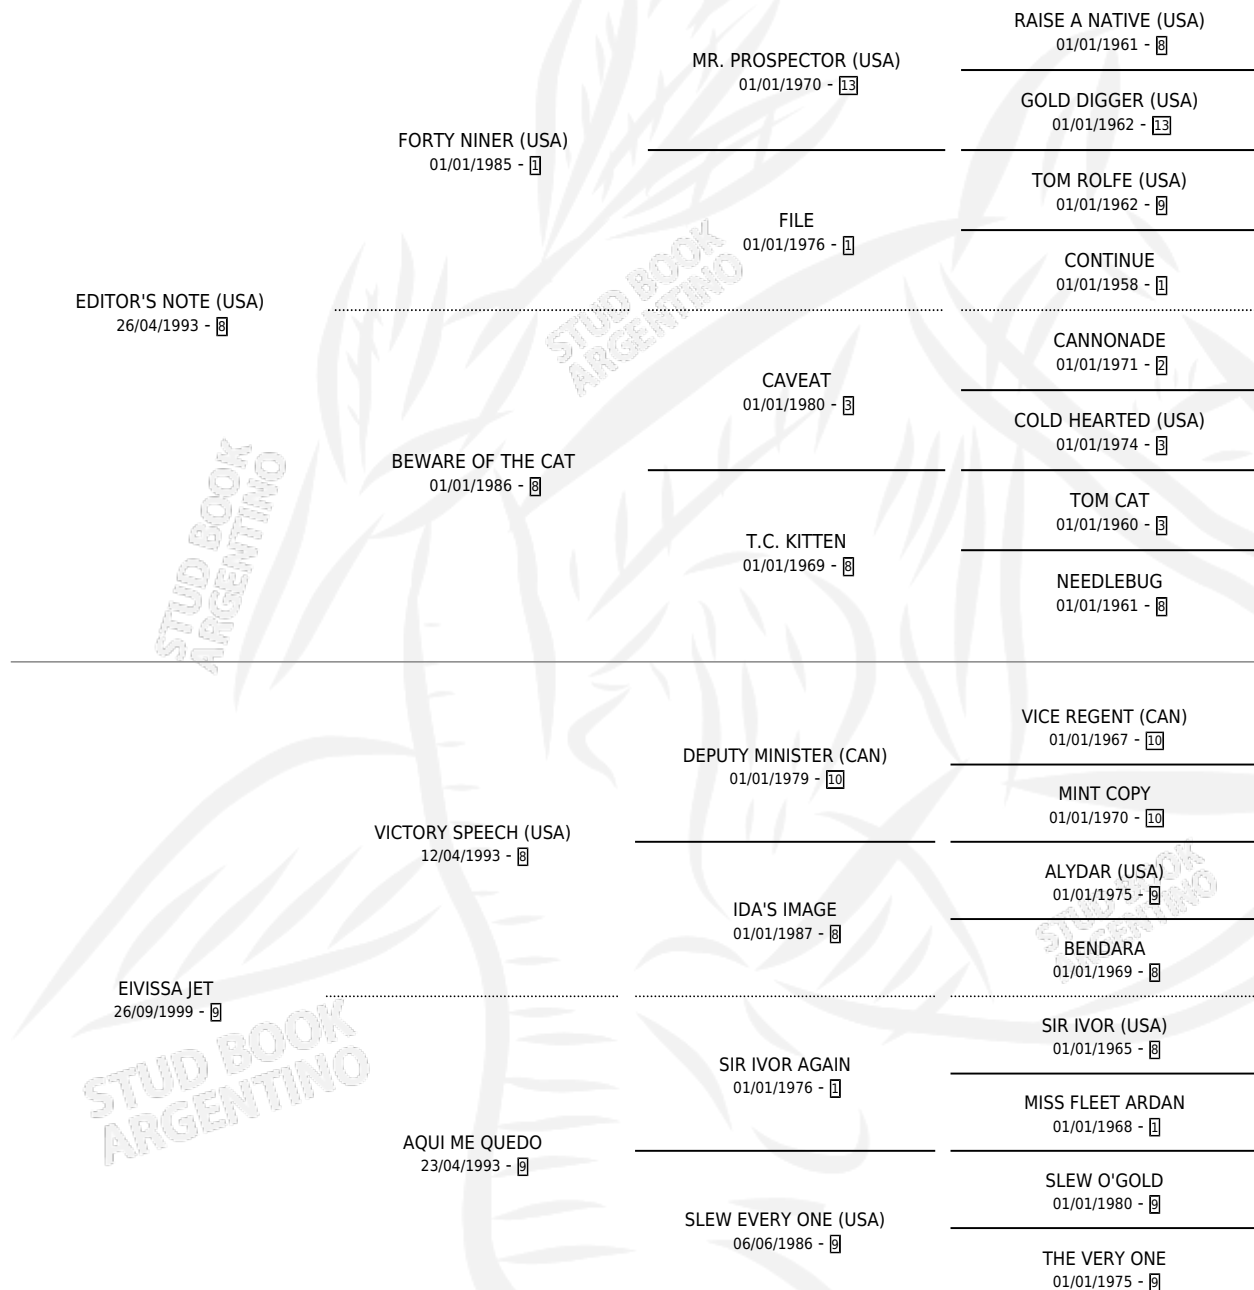 RAISE A NATIVE (USA)
01/01/1961 - 8
MR. PROSPECTOR (USA)
01/01/1970 - 13
GOLD DIGGER (USA)
01/01/1962 - 13
FORTY NINER (USA)
01/01/1985 - 1
TOM ROLFE (USA)
01/01/1962 - 9
FILE
01/01/1976 - 1
CONTINUE
01/01/1958 - 1
EDITOR'S NOTE (USA)
26/04/1993 - 8
CANNONADE
01/01/1971 - 2
CAVEAT
01/01/1980 - 3
COLD HEARTED (USA)
01/01/1974 - 3
BEWARE OF THE CAT
01/01/1986 - 8
TOM CAT
01/01/1960 - 3
T.C. KITTEN
01/01/1969 - 8
NEEDLEBUG
01/01/1961 - 8
VICE REGENT (CAN)
01/01/1967 - 10
DEPUTY MINISTER (CAN)
01/01/1979 - 10
MINT COPY
01/01/1970 - 10
VICTORY SPEECH (USA)
12/04/1993 - 8
ALYDAR (USA)
01/01/1975 - 9
IDA'S IMAGE
01/01/1987 - 8
BENDARA
01/01/1969 - 8
EIVISSA JET
26/09/1999 - 9
SIR IVOR (USA)
01/01/1965 - 8
SIR IVOR AGAIN
01/01/1976 - 1
MISS FLEET ARDAN
01/01/1968 - 1
AQUI ME QUEDO
23/04/1993 - 9
SLEW O'GOLD
01/01/1980 - 9
SLEW EVERY ONE (USA)
06/06/1986 - 9
THE VERY ONE
01/01/1975 - 9
STUD BOOK
ARGENTINO
STUD BOOK
ARGENTINO
STUD BOOK
ARGENTINO
STUD BOOK
ARGENTINO